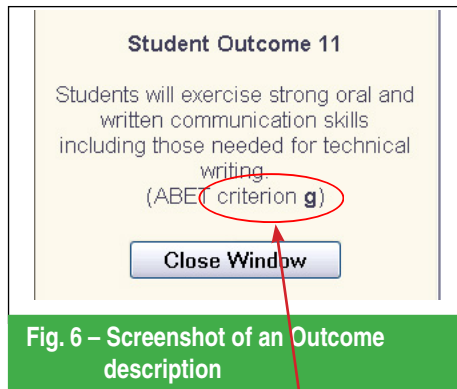 Student Outcome 11
Students will exercise strong oral and
written communication skills
including those needed for technical
writing.
(ABET criterion g)
Close Window
Fig. 6 – Screenshot of an Outcome
description